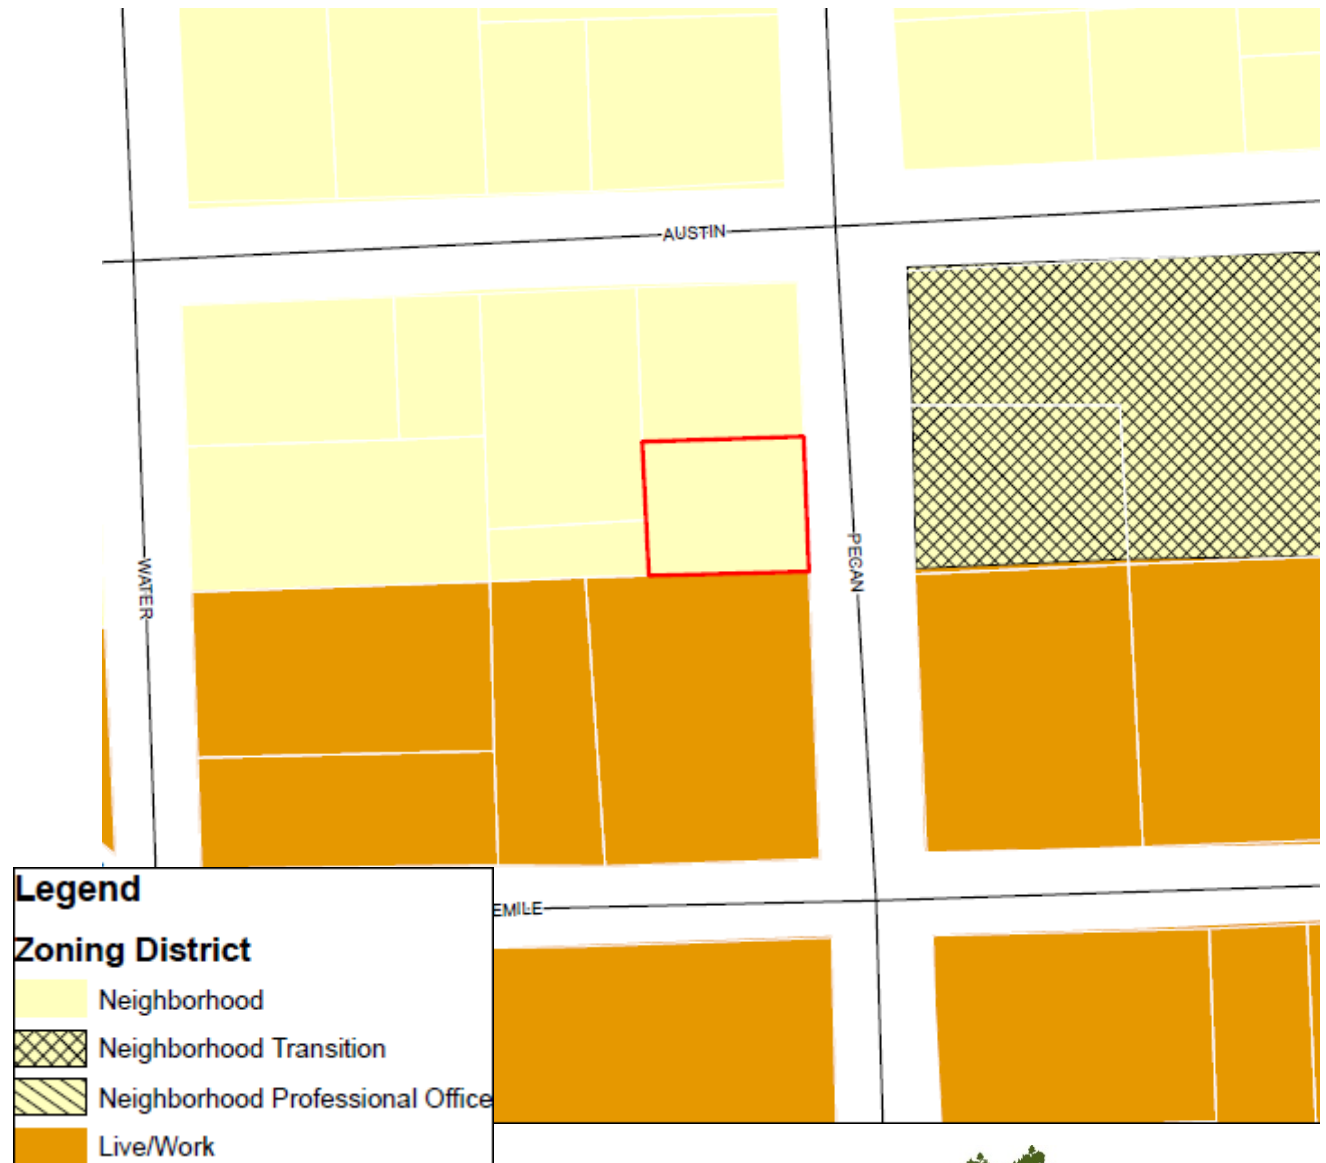 AUSTIN
WATER
PECAN
EMILE
Legend
Zoning District
Neighborhood
Neighborhood Transition
Neighborhood Professional Office
Live/Work